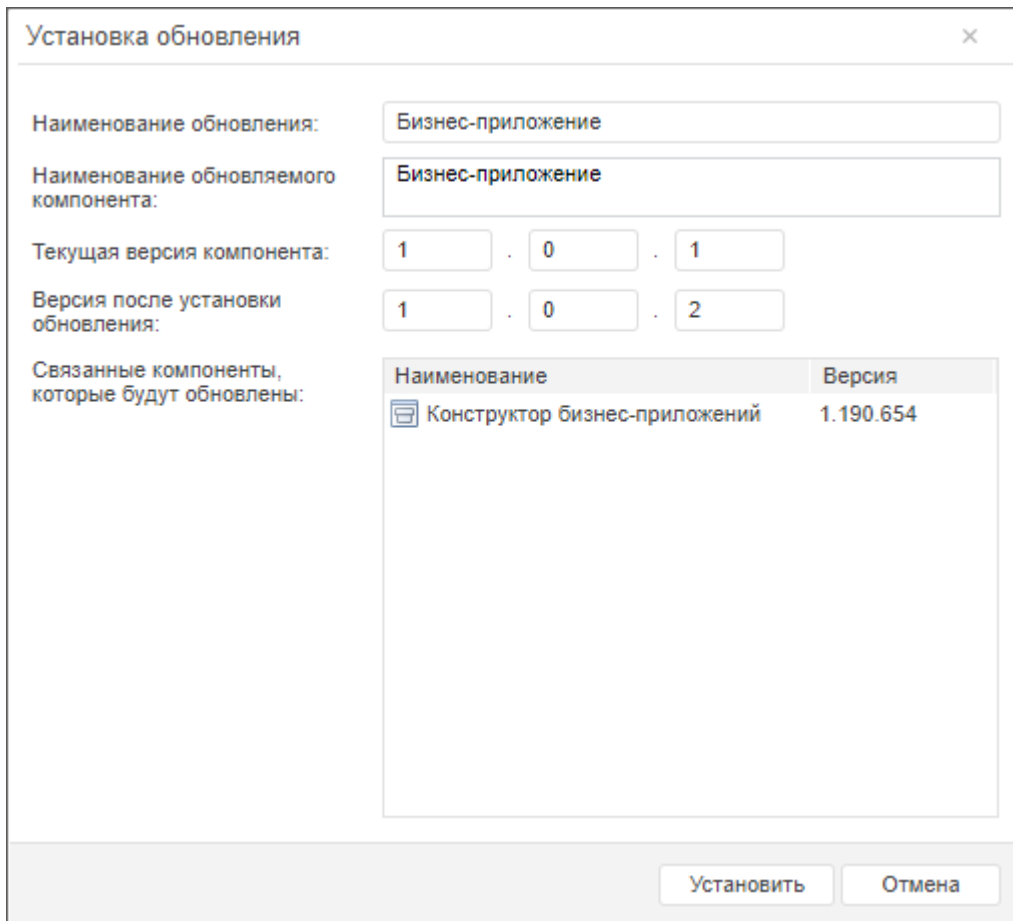 Установка обновления
Наименование обновления: Бизнес-приложение
Наименование обновляемого Бизнес-приложение
компонента:
Текущая версия компонента: 1 . 0 . 1
Версия после установки
обновления: 1 . 0 . 2
Связанные компоненты,
которые будут обновлены:
Наименование Версия
Конструктор бизнес-приложений 1.190.654
Установить Отмена